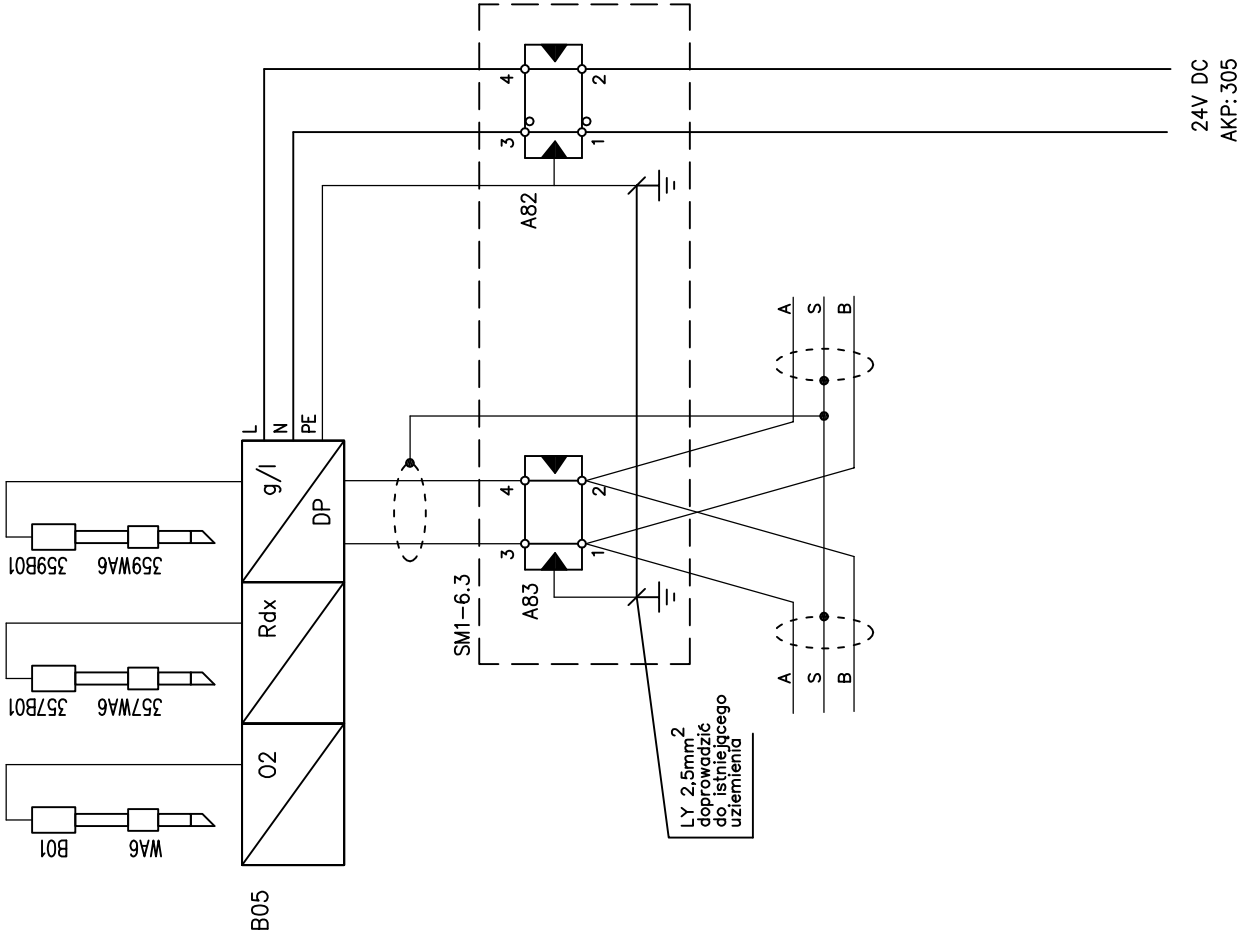 359B01
359WA6
357B01
357WA6
B01
WA6
B05
g/l
DP
Rdx
O2
L
N
PE
SM1-6.3
A82
4
3
2
1
A83
4
3
2
1
A
S
B
A
S
B
LY 2,5mm²
doprowadzić
do istniejącego
uziemienia
24V DC
AKP:305